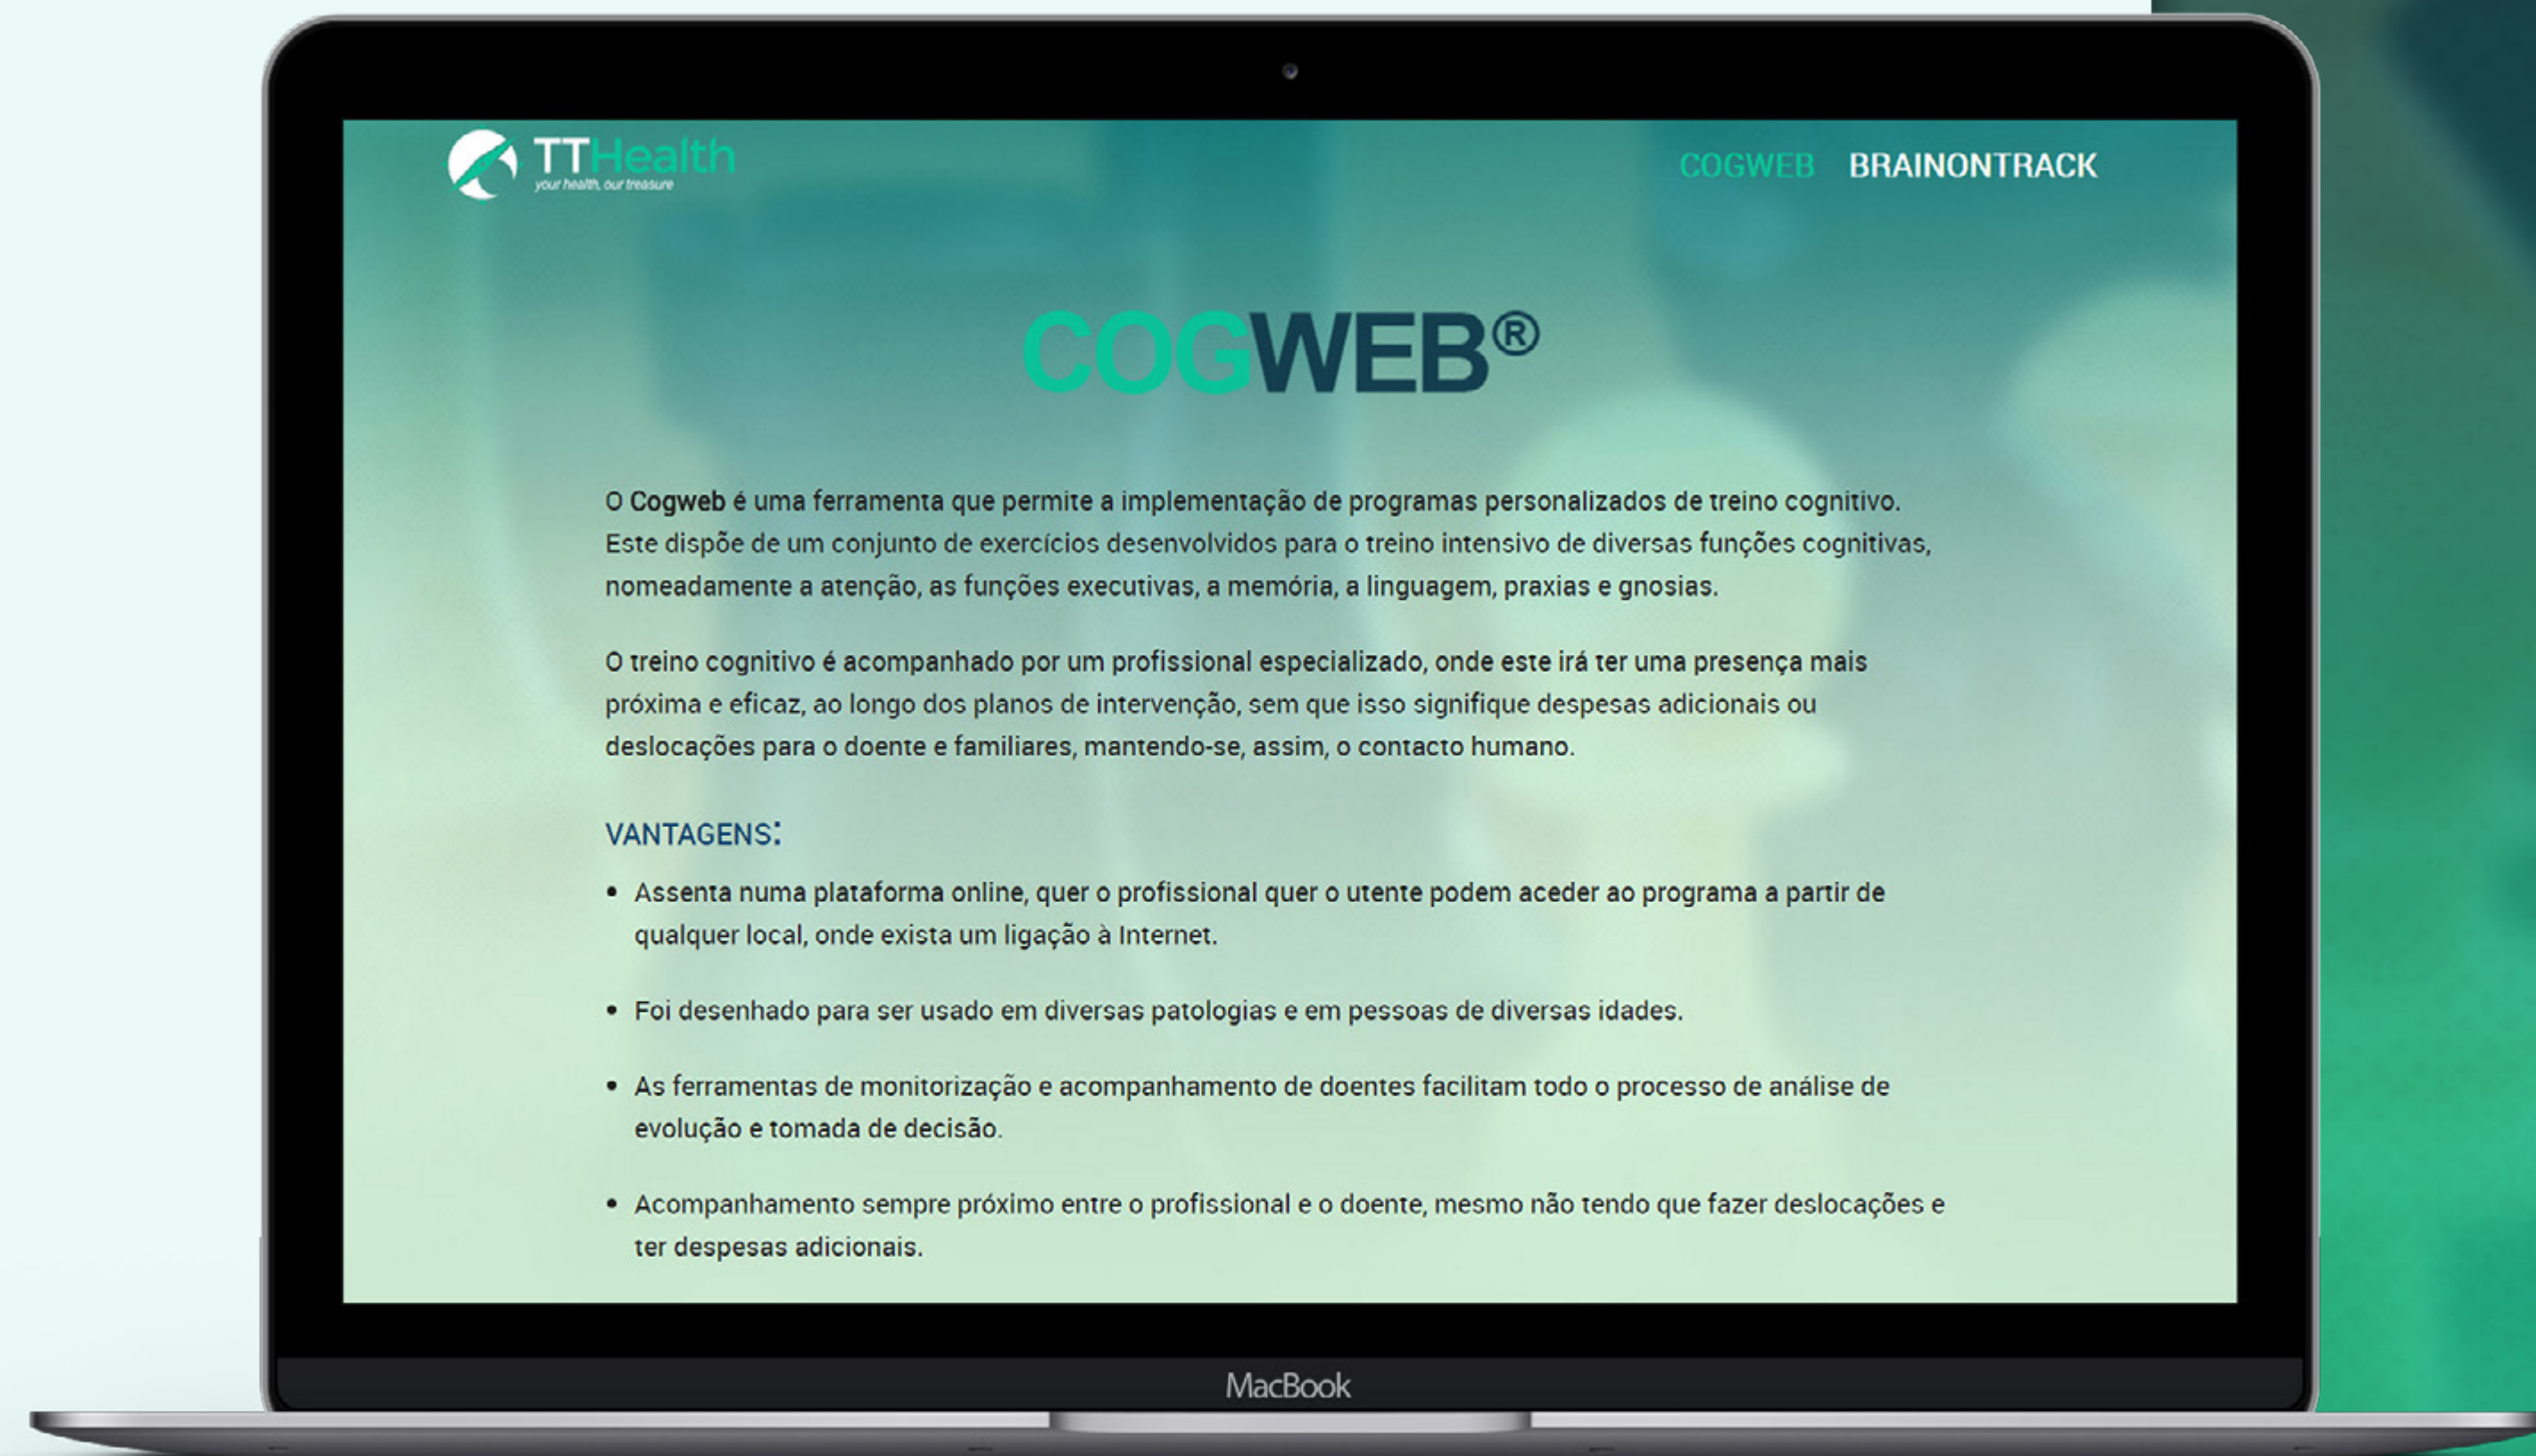 TTHealth
your health, our treasure
COGWEB BRAINONTRACK
COGWEB®
O Cogweb é uma ferramenta que permite a implementação de programas personalizados de treino cognitivo.
Este dispõe de um conjunto de exercícios desenvolvidos para o treino intensivo de diversas funções cognitivas,
nomeadamente a atenção, as funções executivas, a memória, a linguagem, praxias e gnosias.
O treino cognitivo é acompanhado por um profissional especializado, onde este irá ter uma presença mais
próxima e eficaz, ao longo dos planos de intervenção, sem que isso signifique despesas adicionais ou
deslocações para o doente e familiares, mantendo-se, assim, o contacto humano.
VANTAGENS:
• Assenta numa plataforma online, quer o profissional quer o utente podem aceder ao programa a partir de
qualquer local, onde exista um ligação à Internet.
• Foi desenhado para ser usado em diversas patologias e em pessoas de diversas idades.
• As ferramentas de monitorização e acompanhamento de doentes facilitam todo o processo de análise de
evolução e tomada de decisão.
• Acompanhamento sempre próximo entre o profissional e o doente, mesmo não tendo que fazer deslocações e
ter despesas adicionais.
MacBook